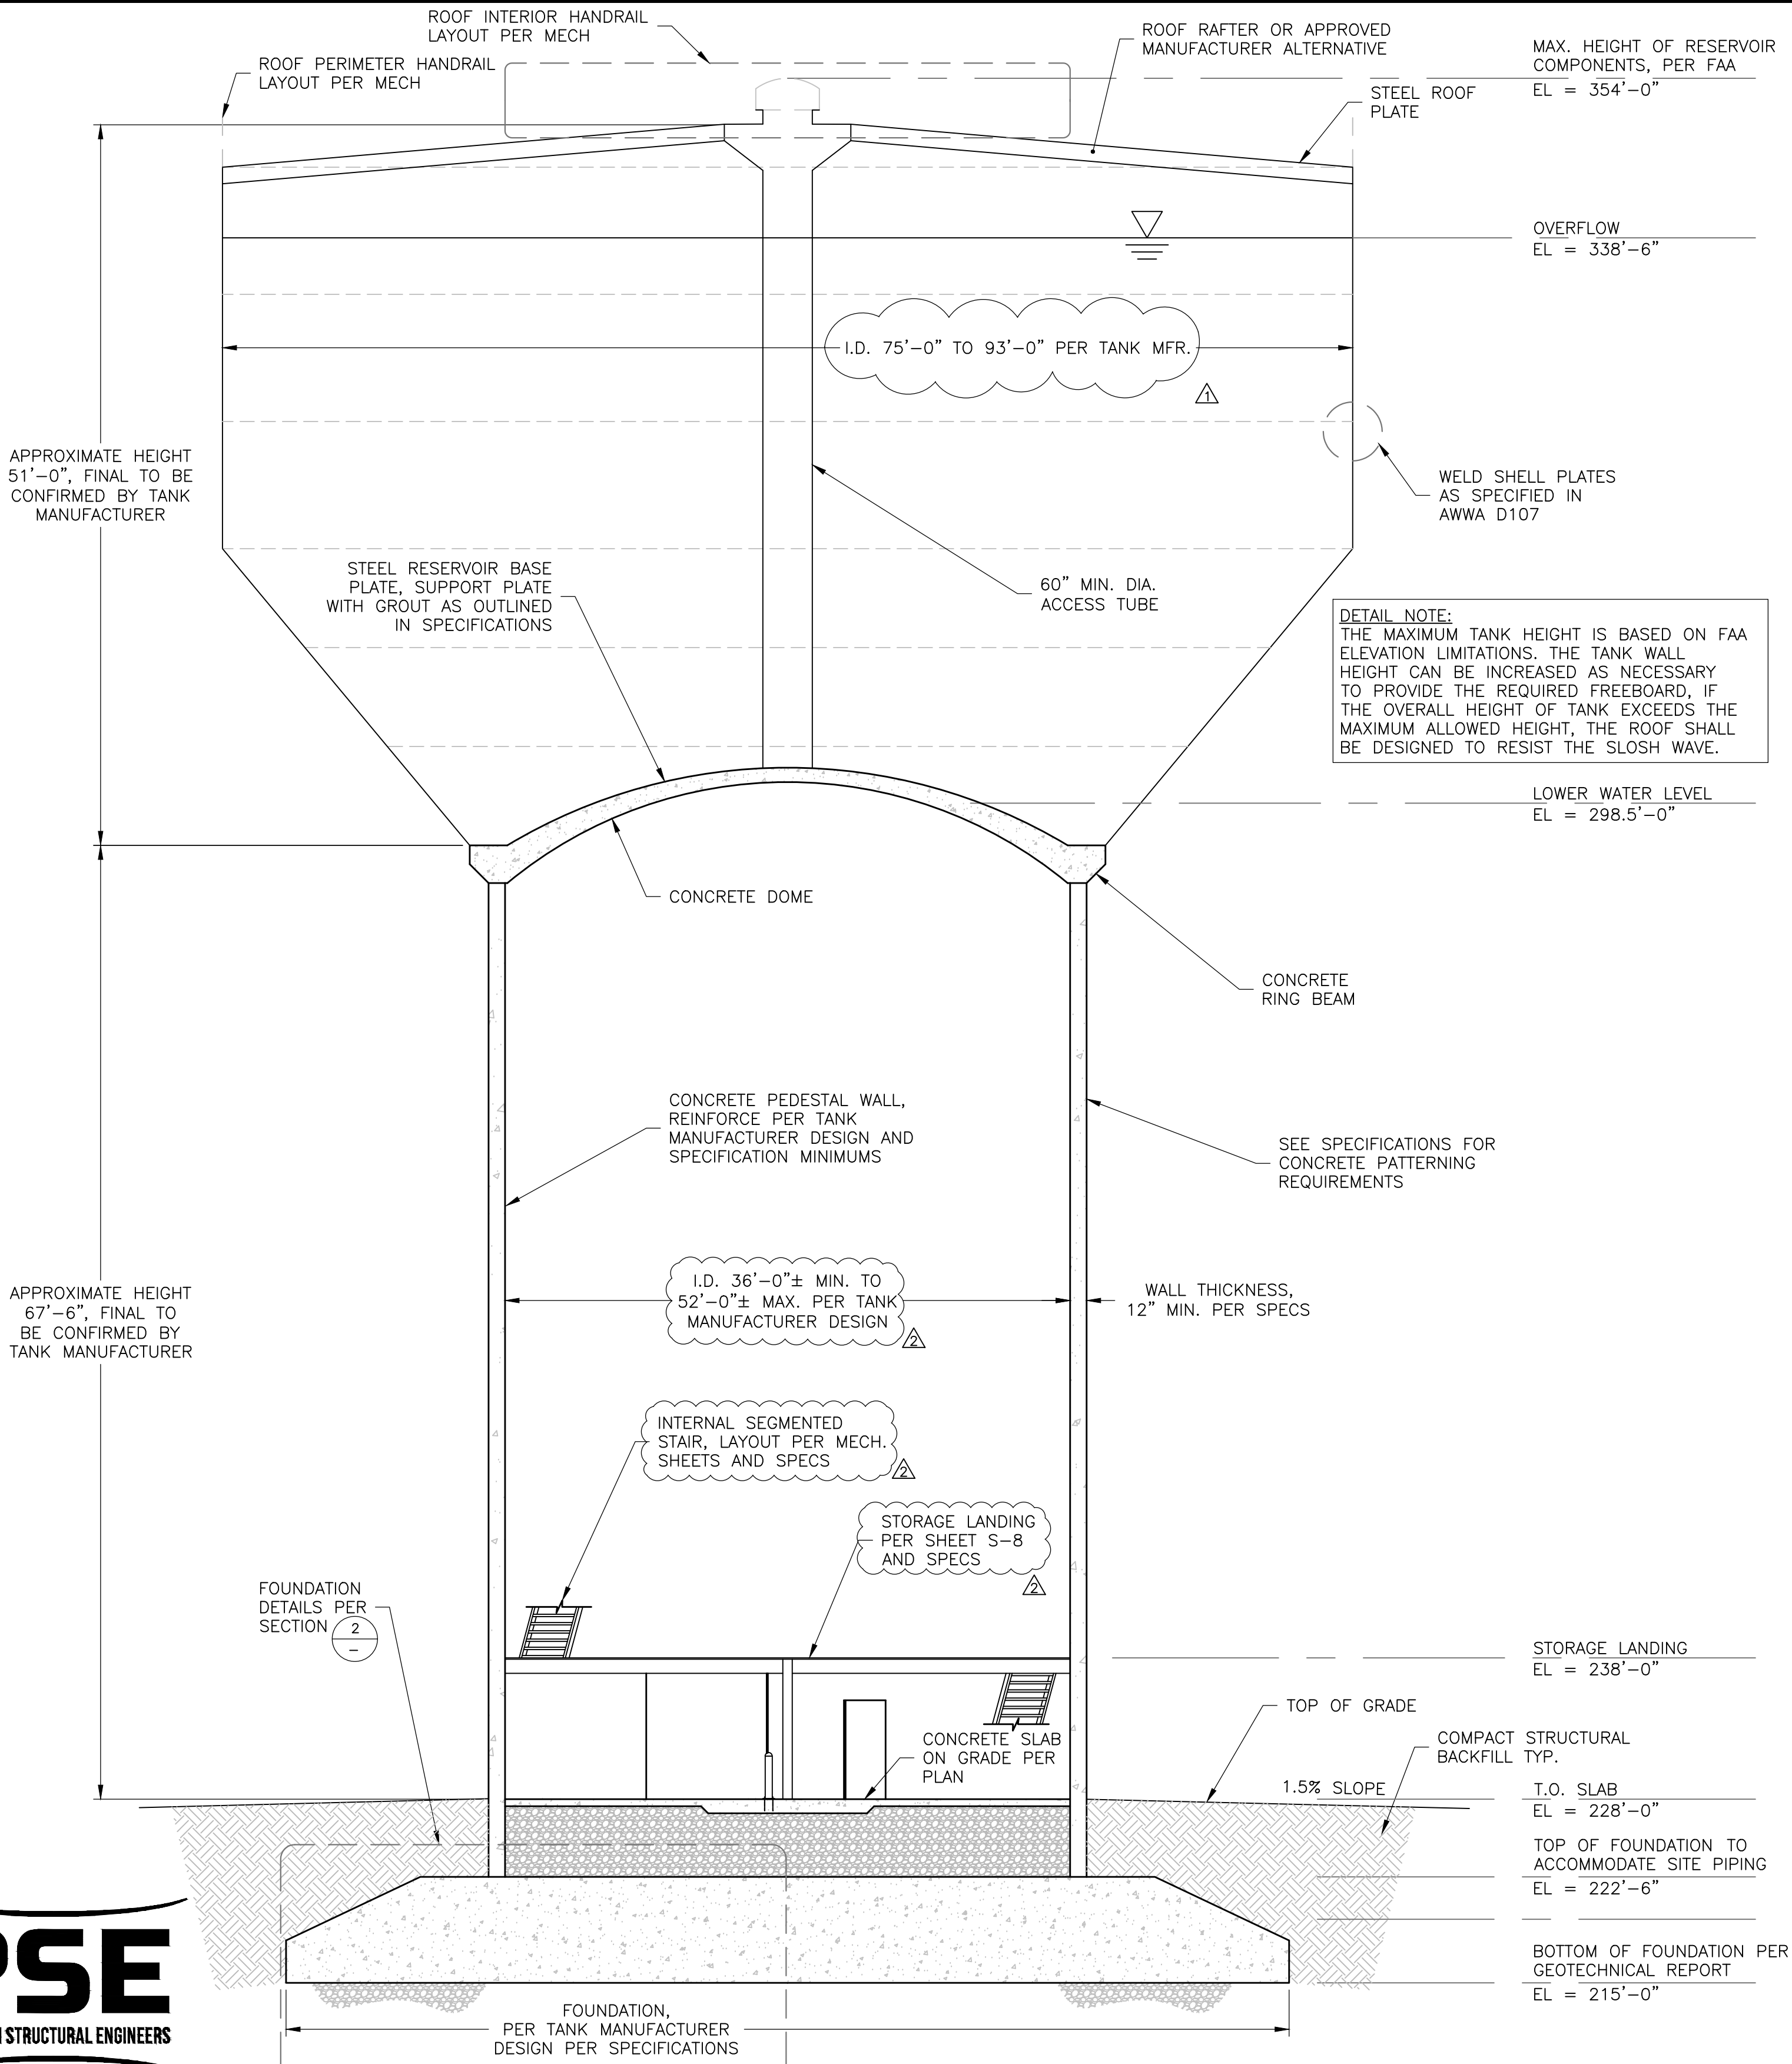 ROOF INTERIOR HANDRAIL
LAYOUT PER MECH
ROOF PERIMETER HANDRAIL
LAYOUT PER MECH
ROOF RAFTER OR APPROVED
MANUFACTURER ALTERNATIVE
STEEL ROOF
PLATE
MAX. HEIGHT OF RESERVOIR
COMPONENTS, PER FAA
EL = 354'-0"
OVERFLOW
EL = 338'-6"
I.D. 75'-0" TO 93'-0" PER TANK MFR.
1
APPROXIMATE HEIGHT
51'-0", FINAL TO BE
CONFIRMED BY TANK
MANUFACTURER
WELD SHELL PLATES
AS SPECIFIED IN
AWWA D107
STEEL RESERVOIR BASE
PLATE, SUPPORT PLATE
WITH GROUT AS OUTLINED
IN SPECIFICATIONS
60" MIN. DIA.
ACCESS TUBE
DETAIL NOTE:
THE MAXIMUM TANK HEIGHT IS BASED ON FAA
ELEVATION LIMITATIONS. THE TANK WALL
HEIGHT CAN BE INCREASED AS NECESSARY
TO PROVIDE THE REQUIRED FREEBOARD, IF
THE OVERALL HEIGHT OF TANK EXCEEDS THE
MAXIMUM ALLOWED HEIGHT, THE ROOF SHALL
BE DESIGNED TO RESIST THE SLOSH WAVE.
LOWER WATER LEVEL
EL = 298.5'-0"
CONCRETE DOME
CONCRETE
RING BEAM
CONCRETE PEDESTAL WALL,
REINFORCE PER TANK
MANUFACTURER DESIGN AND
SPECIFICATION MINIMUMS
SEE SPECIFICATIONS FOR
CONCRETE PATTERNING
REQUIREMENTS
APPROXIMATE HEIGHT
67'-6", FINAL TO
BE CONFIRMED BY
TANK MANUFACTURER
I.D. 36'-0"± MIN. TO
52'-0"± MAX. PER TANK
MANUFACTURER DESIGN
2
WALL THICKNESS,
12" MIN. PER SPECS
INTERNAL SEGMENTED
STAIR, LAYOUT PER MECH.
SHEETS AND SPECS
2
STORAGE LANDING
PER SHEET S-8
AND SPECS
2
FOUNDATION
DETAILS PER
SECTION
2
-
STORAGE LANDING
EL = 238'-0"
TOP OF GRADE
COMPACT STRUCTURAL
BACKFILL TYP.
CONCRETE SLAB
ON GRADE PER
PLAN
1.5% SLOPE
T.O. SLAB
EL = 228'-0"
TOP OF FOUNDATION TO
ACCOMMODATE SITE PIPING
EL = 222'-6"
BOTTOM OF FOUNDATION PER
GEOTECHNICAL REPORT
EL = 215'-0"
FOUNDATION,
PER TANK MANUFACTURER
DESIGN PER SPECIFICATIONS
PSE
STRUCTURAL ENGINEERS